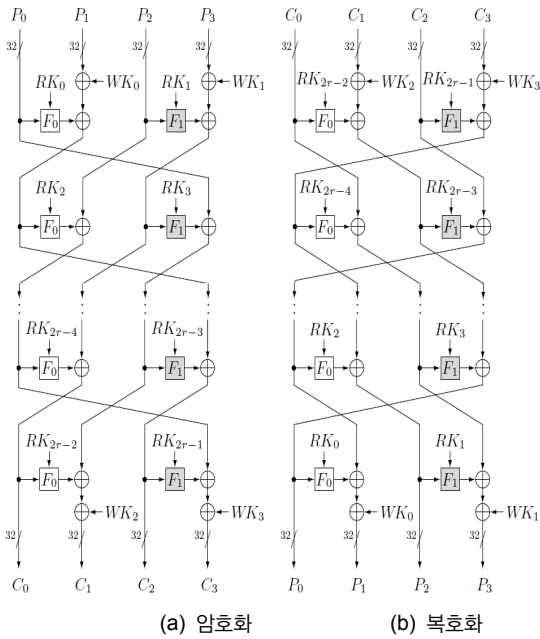 P₀ P₁ P₂ P₃ C₀ C₁ C₂ C₃
32 32 32 32 32 32 32 32
RK₀ WK₀ RK₁ WK₁ RK₂ᵣ₋₂ WK₂ RK₂ᵣ₋₁ WK₃
F₀ F₁ F₀ F₁
RK₂ RK₃ RK₂ᵣ₋₄ RK₂ᵣ₋₃
F₀ F₁ F₀ F₁
RK₂ᵣ₋₄ RK₂ᵣ₋₃ RK₂ RK₃
F₀ F₁ F₀ F₁
RK₂ᵣ₋₂ RK₂ᵣ₋₁ RK₀ RK₁
F₀ F₁ F₀ F₁
WK₂ WK₃ WK₀ WK₁
32 32 32 32 32 32 32 32
C₀ C₁ C₂ C₃ P₀ P₁ P₂ P₃
(a) 암호화 (b) 복호화